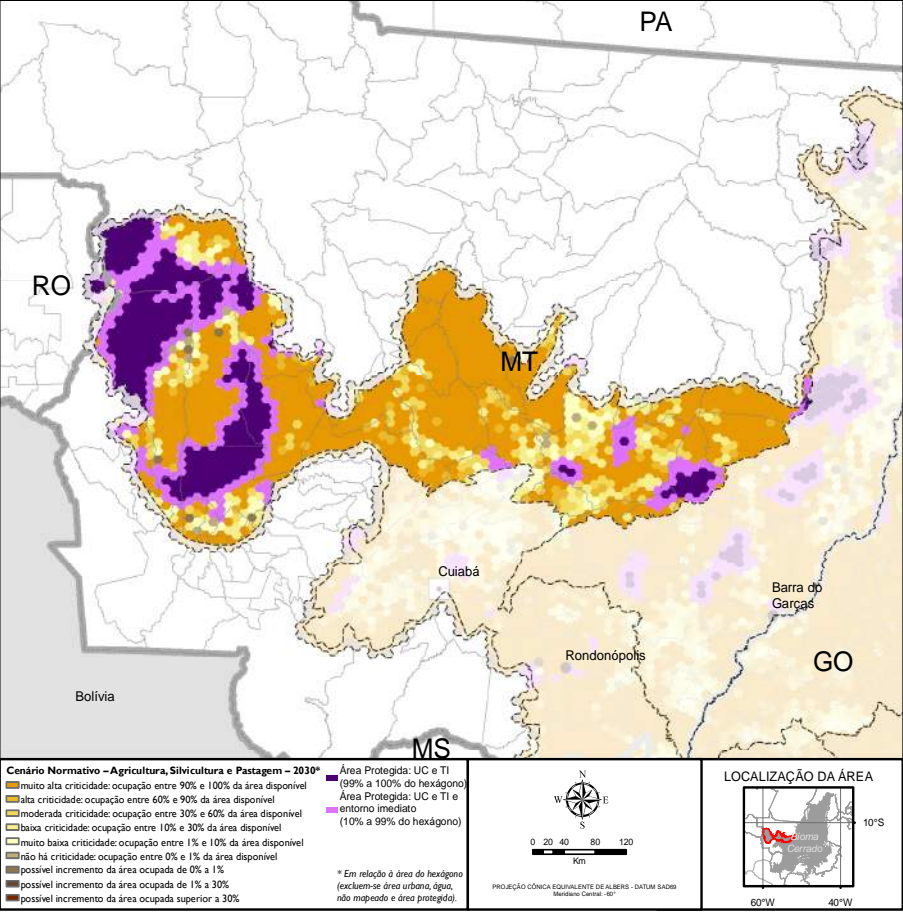 PA
RO
MT
Cuiabá
Barra do
Garças
Rondonópolis
GO
Bolívia
MS
Cenário Normativo – Agricultura, Silvicultura e Pastagem – 2030*
muito alta criticidade: ocupação entre 90% e 100% da área disponível
alta criticidade: ocupação entre 60% e 90% da área disponível
moderada criticidade: ocupação entre 30% e 60% da área disponível
baixa criticidade: ocupação entre 10% e 30% da área disponível
muito baixa criticidade: ocupação entre 1% e 10% da área disponível
não há criticidade: ocupação entre 0% e 1% da área disponível
possível incremento da área ocupada de 0% a 1%
possível incremento da área ocupada de 1% a 30%
possível incremento da área ocupada superior a 30%
Área Protegida: UC e TI
(99% a 100% do hexágono)
Área Protegida: UC e TI e
entorno imediato
(10% a 99% do hexágono)
* Em relação à área do hexágono
(excluem-se área urbana, água,
não mapeado e área protegida).
N
W E
S
0 20 40 80 120
Km
PROJEÇÃO CÔNICA EQUIVALENTE DE ALBERS - DATUM SAD69
Meridiano Central: -60°
LOCALIZAÇÃO DA ÁREA
Bioma
Cerrado
10°S
60°W 40°W